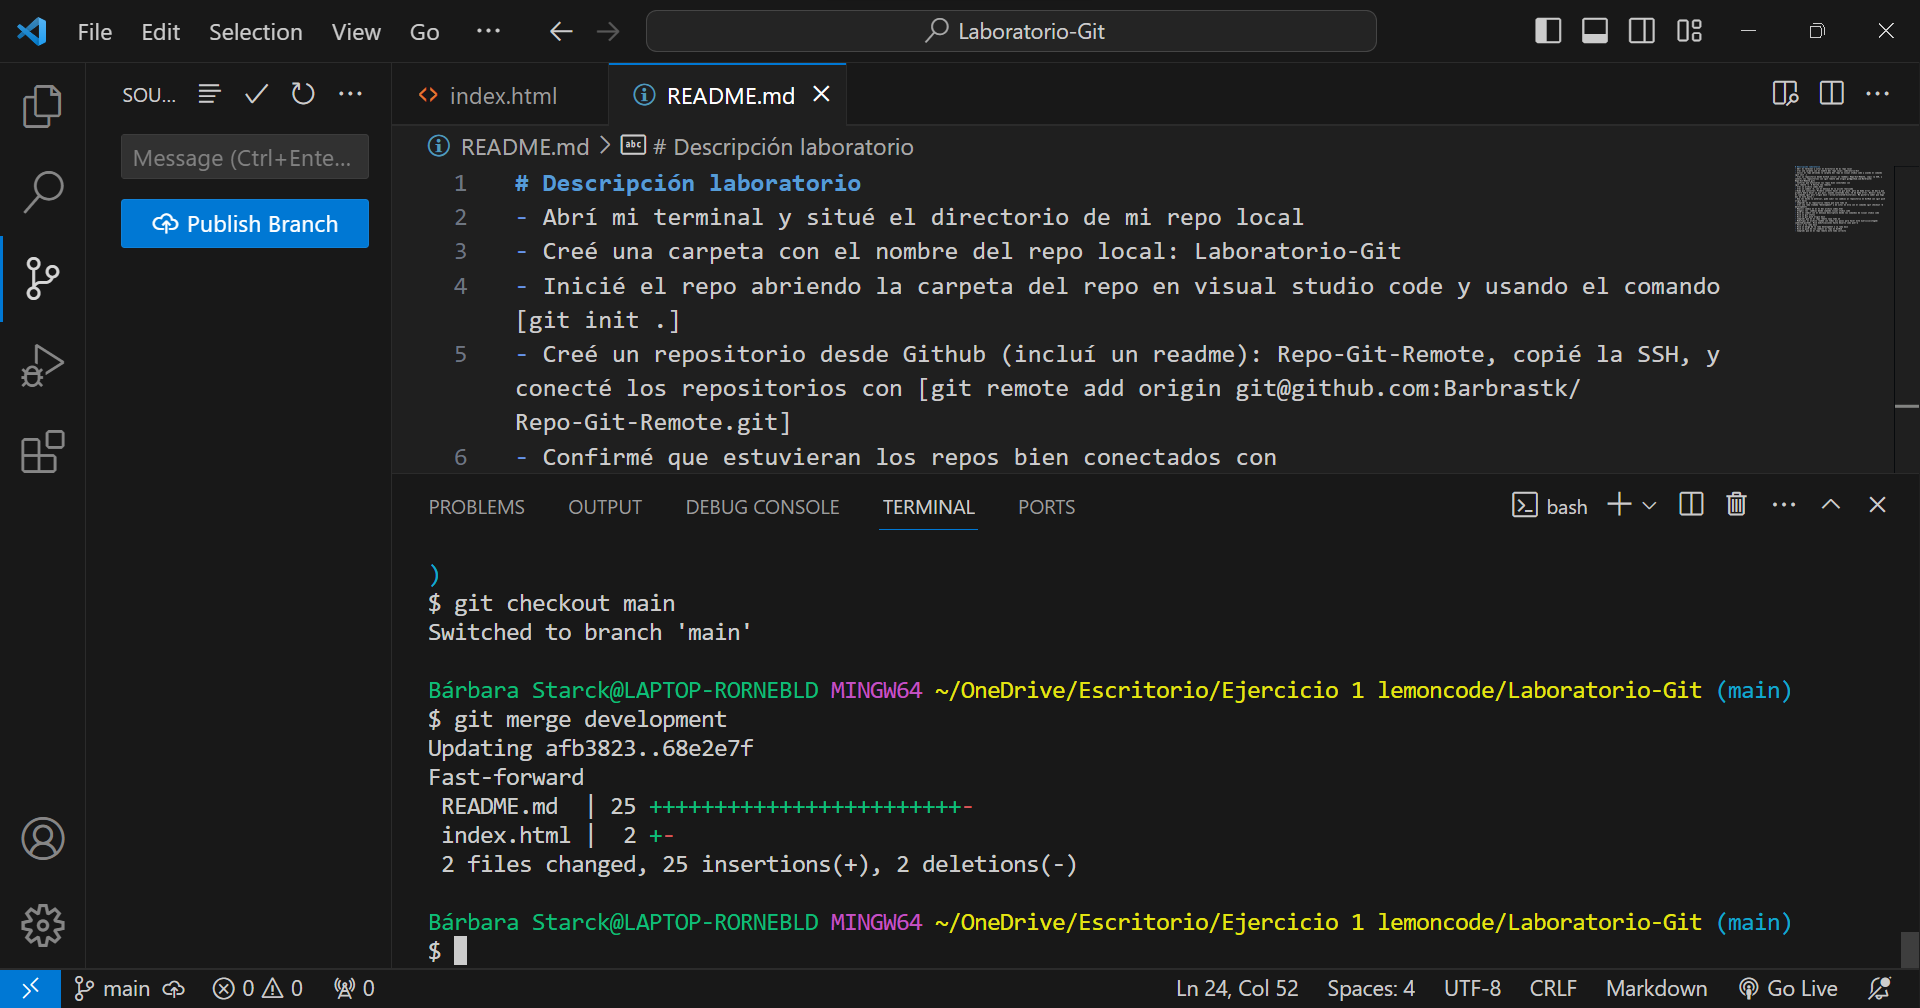 File Edit Selection View Go ··· Laboratorio-Git
SOU... ···
Message (Ctrl+Ente...
Publish Branch
index.html README.md ···
README.md > # Descripción laboratorio
1 # Descripción laboratorio
2 - Abrí mi terminal y situé el directorio de mi repo local
3 - Creé una carpeta con el nombre del repo local: Laboratorio-Git
4 - Inicié el repo abriendo la carpeta del repo en visual studio code y usando el comando
[git init .]
5 - Creé un repositorio desde Github (incluí un readme): Repo-Git-Remote, copié la SSH, y
conecté los repositorios con [git remote add origin git@github.com:Barbrastk/
Repo-Git-Remote.git]
6 - Confirmé que estuvieran los repos bien conectados con
PROBLEMS OUTPUT DEBUG CONSOLE TERMINAL PORTS bash ···
)
$ git checkout main
Switched to branch 'main'
Bárbara Starck@LAPTOP-RORNEBLD MINGW64 ~/OneDrive/Escritorio/Ejercicio 1 lemoncode/Laboratorio-Git (main)
$ git merge development
Updating afb3823..68e2e7f
Fast-forward
README.md | 25 ++++++++++++++++++++++++-
index.html | 2 +-
2 files changed, 25 insertions(+), 2 deletions(-)
Bárbara Starck@LAPTOP-RORNEBLD MINGW64 ~/OneDrive/Escritorio/Ejercicio 1 lemoncode/Laboratorio-Git (main)
$
main 0 0 0 Ln 24, Col 52 Spaces: 4 UTF-8 CRLF Markdown Go Live